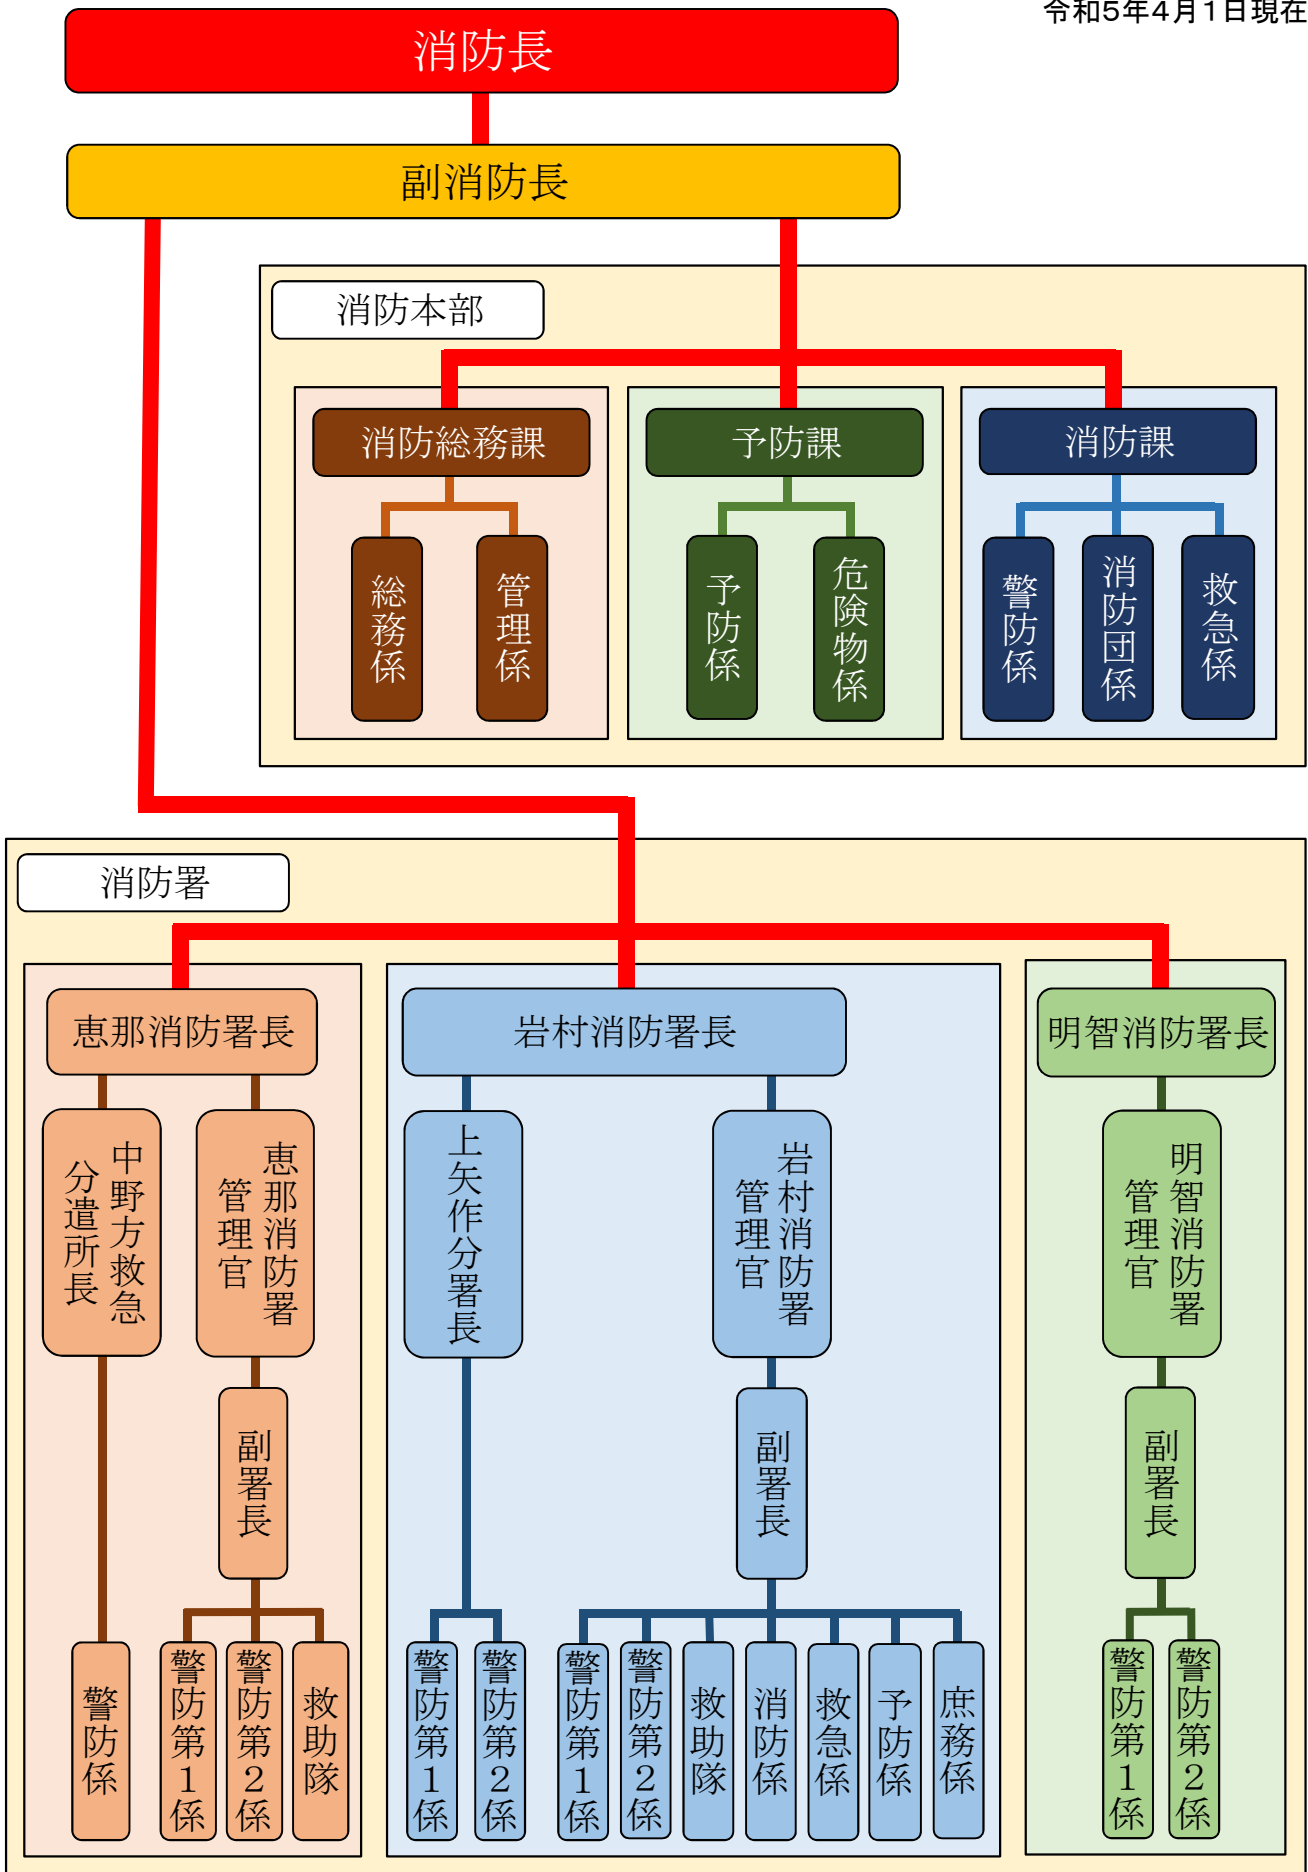 令和5年4月1日現在
消防長
副消防長
消防本部
消防総務課
予防課
消防課
総務係
管理係
予防係
危険物係
警防係
消防団係
救急係
消防署
恵那消防署長
岩村消防署長
明智消防署長
中野方救急
分遣所長
恵那消防署
管理官
上矢作分署長
岩村消防署
管理官
明智消防署
管理官
副署長
副署長
副署長
警防係
警防第1係
警防第2係
救助隊
警防第1係
警防第2係
警防第1係
警防第2係
救助隊
消防係
救急係
予防係
庶務係
警防第1係
警防第2係